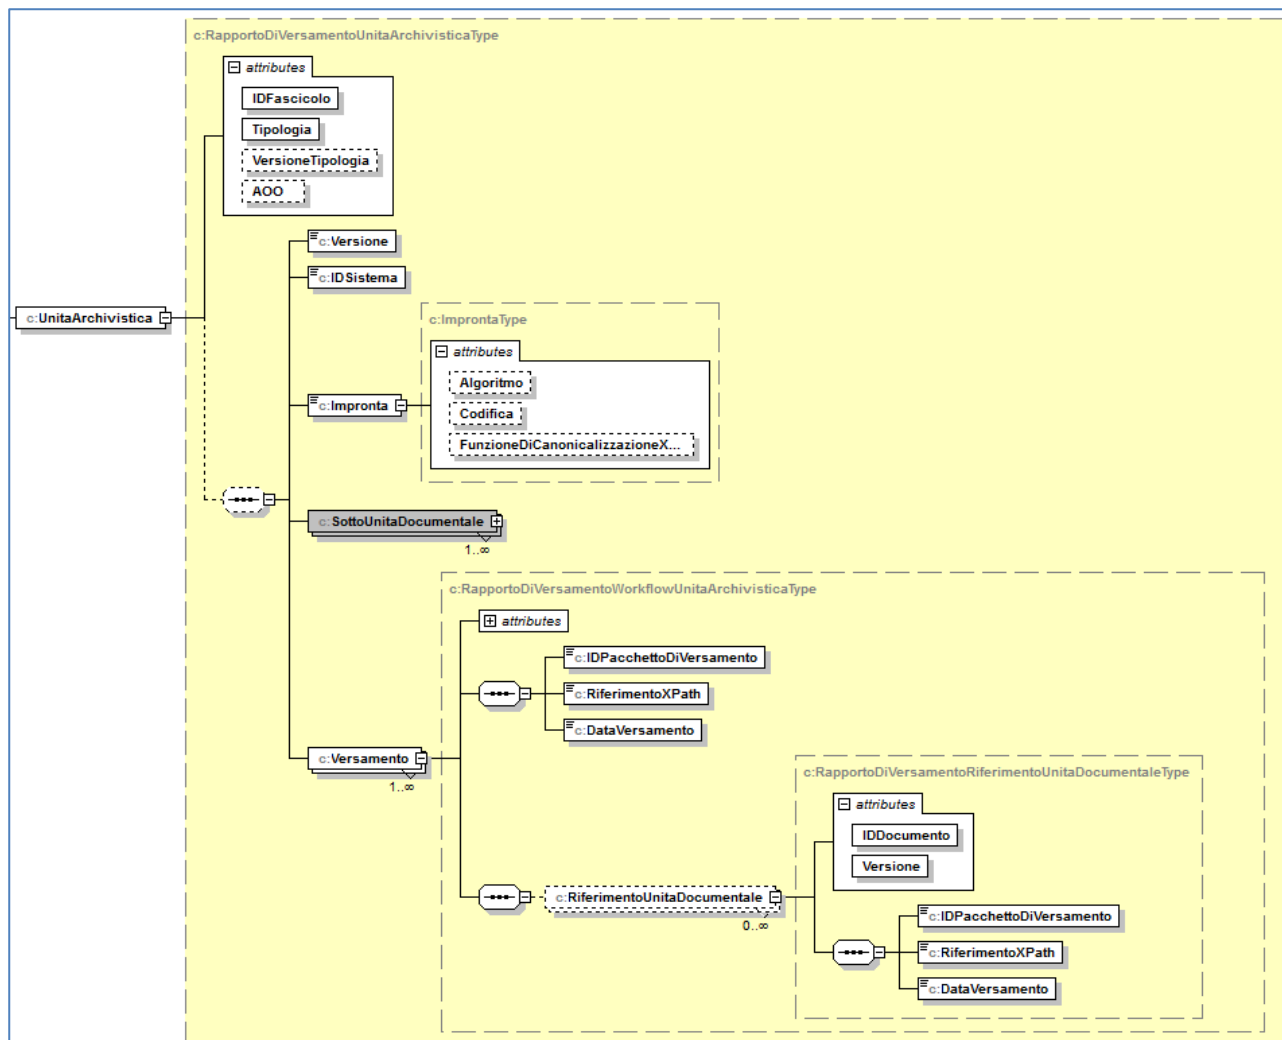 c:RapportoDiVersamentoUnitaArchivisticaType
attributes
IDFascicolo
Tipologia
VersioneTipologia
AOO
c:Versione
c:IDSistema
c:UnitaArchivistica
c:ImprontaType
attributes
Algoritmo
c:Impronta
Codifica
FunzioneDiCanonicalizzazioneX...
c:SottoUnitaDocumentale
1..∞
c:RapportoDiVersamentoWorkflowUnitaArchivisticaType
attributes
c:IDPacchettoDiVersamento
c:RiferimentoXPath
c:DataVersamento
c:Versamento
1..∞
c:RapportoDiVersamentoRiferimentoUnitaDocumentaleType
attributes
IDDocumento
Versione
c:RiferimentoUnitaDocumentale
0..∞
c:IDPacchettoDiVersamento
c:RiferimentoXPath
c:DataVersamento